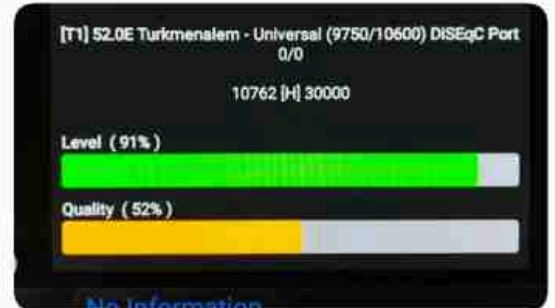 [T1] 52.0E Turkmenalem - Universal (9750/10600) DiSEqC Port
0/0
10762 [H] 30000
Level ( 91% )
Quality ( 52% )
No Information